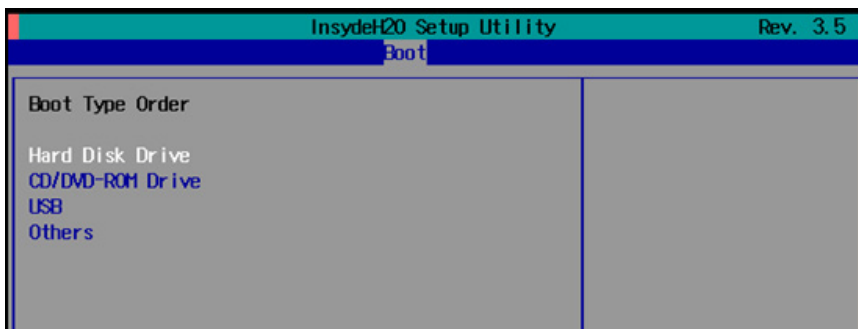 InsydeH20 Setup Utility Rev. 3.5
Boot
Boot Type Order
Hard Disk Drive
CD/DVD-ROM Drive
USB
Others